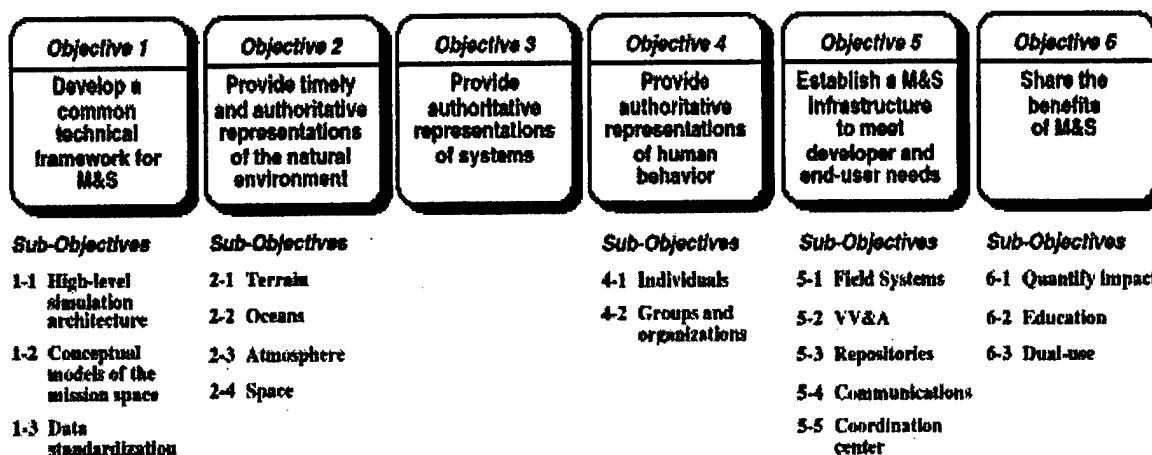 Objective 1
Develop a
common
technical
framework for
M&S
Objective 2
Provide timely
and authoritative
representations
of the natural
environment
Objective 3
Provide
authoritative
representations
of systems
Objective 4
Provide
authoritative
representations
of human
behavior
Objective 5
Establish a M&S
infrastructure
to meet
developer and
end-user needs
Objective 6
Share the
benefits
of M&S
Sub-Objectives
1-1 High-level
simulation
architecture
1-2 Conceptual
models of the
mission space
1-3 Data
standardization
Sub-Objectives
2-1 Terrain
2-2 Oceans
2-3 Atmosphere
2-4 Space
Sub-Objectives
4-1 Individuals
4-2 Groups and
organizations
Sub-Objectives
5-1 Field Systems
5-2 VV&A
5-3 Repositories
5-4 Communications
5-5 Coordination
center
Sub-Objectives
6-1 Quantify impact
6-2 Education
6-3 Dual-use